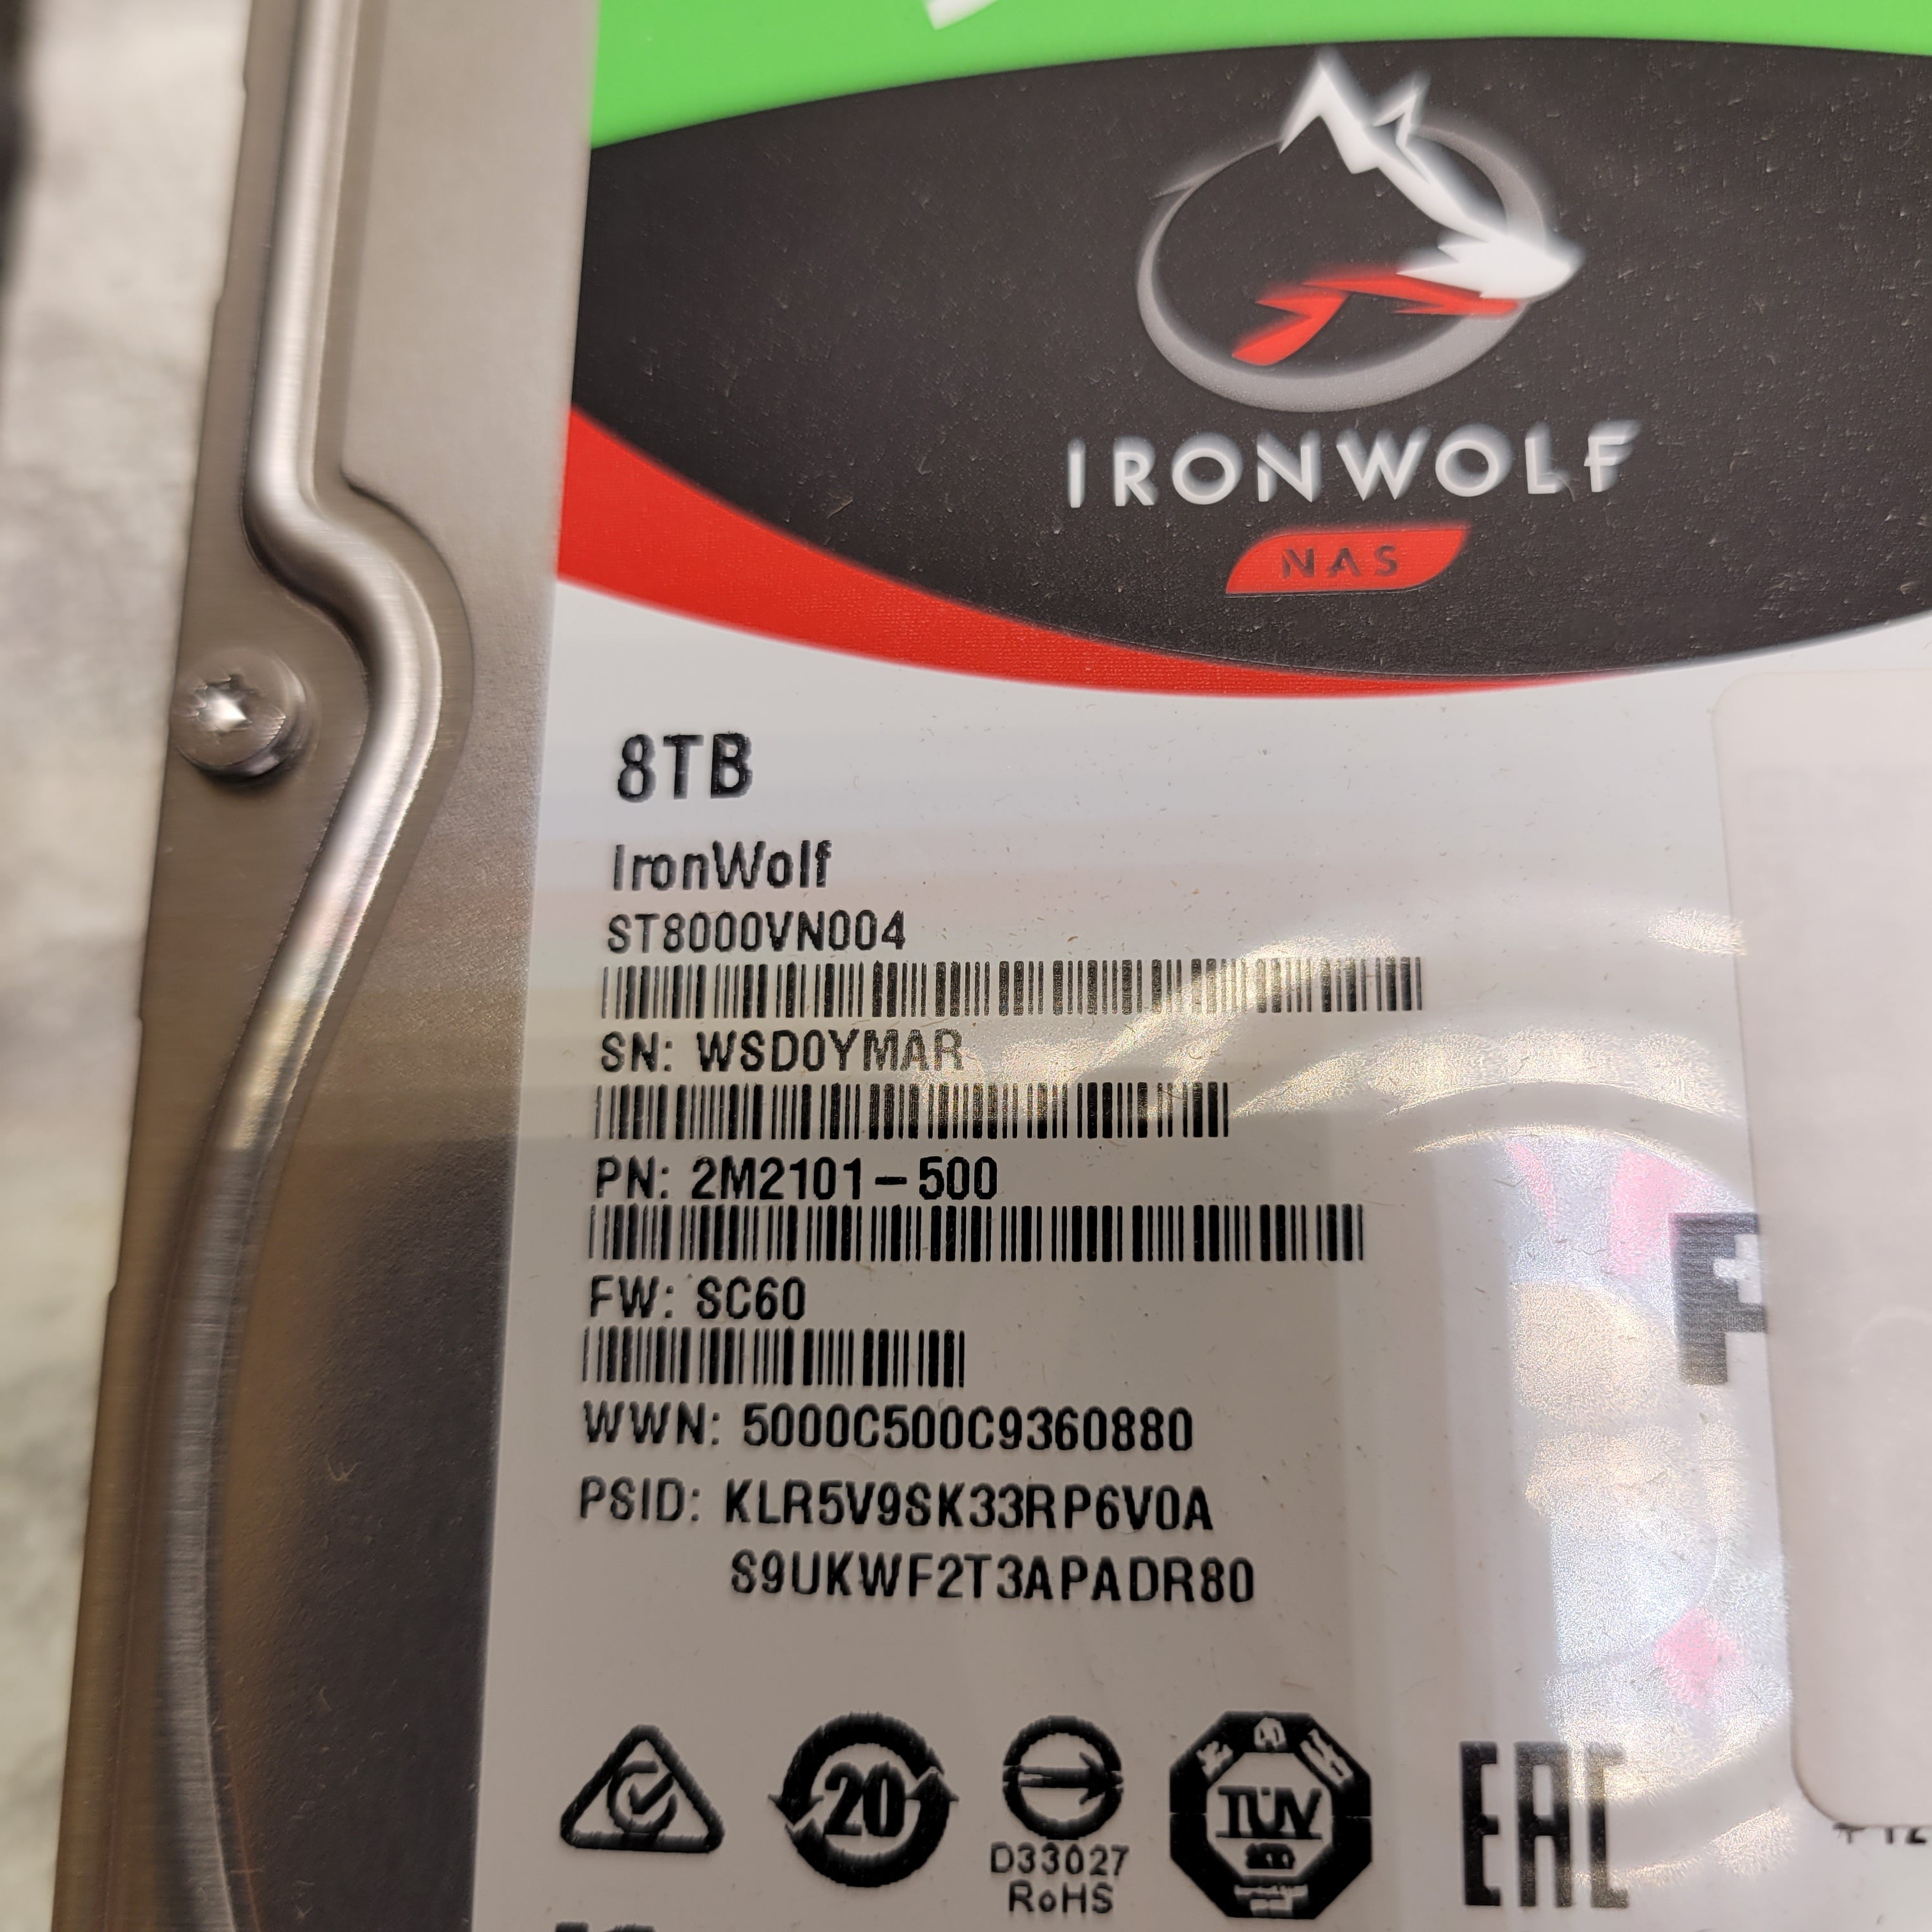 IRONWOLF
NAS
8TB
IronWolf
ST8000VN004
SN: WSD0YMAR
PN: 2M2101-500
FW: SC60
WWN: 5000C500C9360880
PSID: KLR5V9SK33RP6V0A
S9UKWF2T3APADR80
20
D33027
RoHS
TÜV
EAC